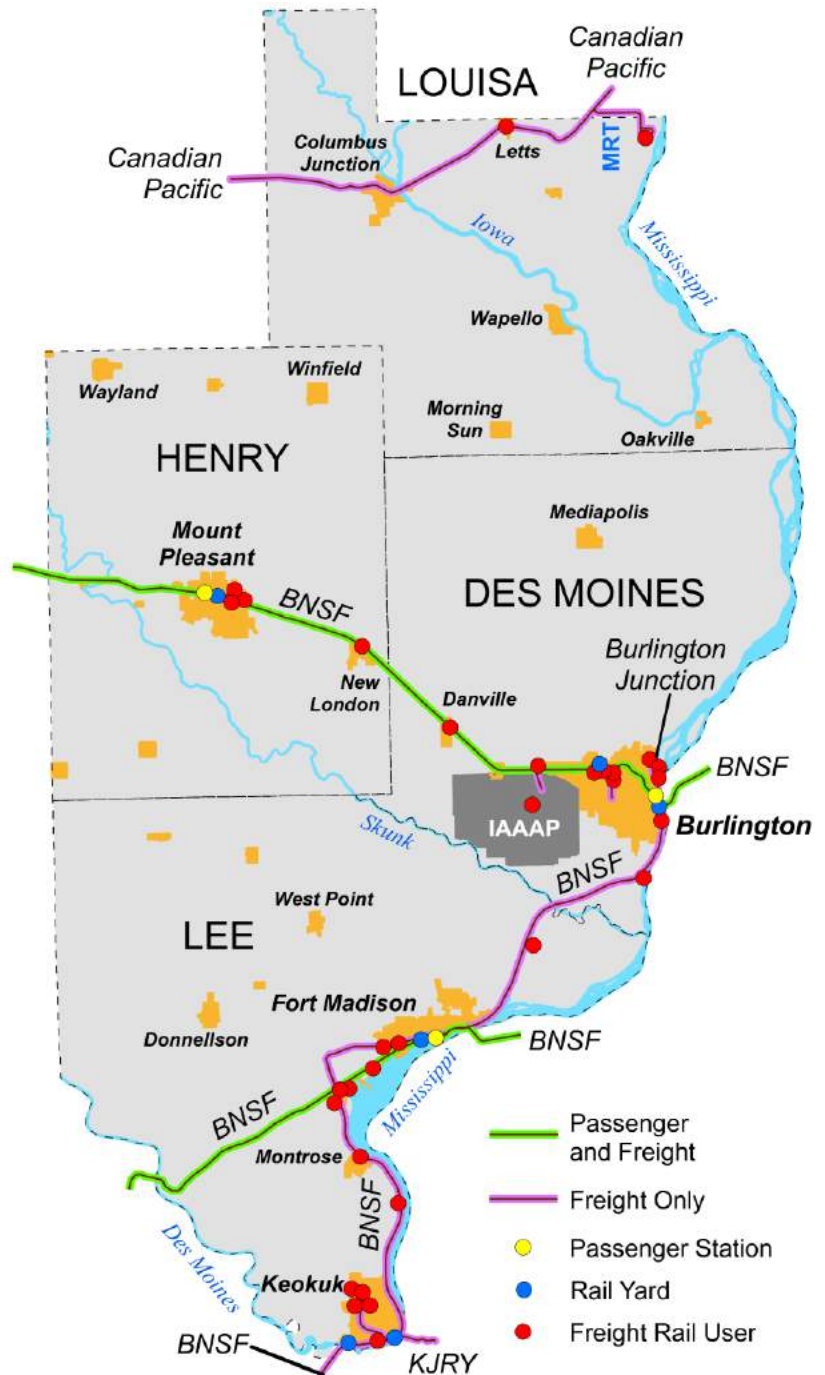 Canadian
Pacific
LOUISA
Columbus
Junction
Letts
MRT
Canadian
Pacific
Iowa
Mississippi
Wapello
Wayland
Winfield
Morning
Sun
Oakville
HENRY
Mediapolis
Mount
Pleasant
DES MOINES
BNSF
Burlington
Junction
New
London
Danville
BNSF
IAAAP
Burlington
Skunk
BNSF
West Point
LEE
Fort Madison
Donnellson
BNSF
Mississippi
BNSF
Montrose
BNSF
Des Moines
Keokuk
BNSF
KJRY
Passenger
and Freight
Freight Only
Passenger Station
Rail Yard
Freight Rail User